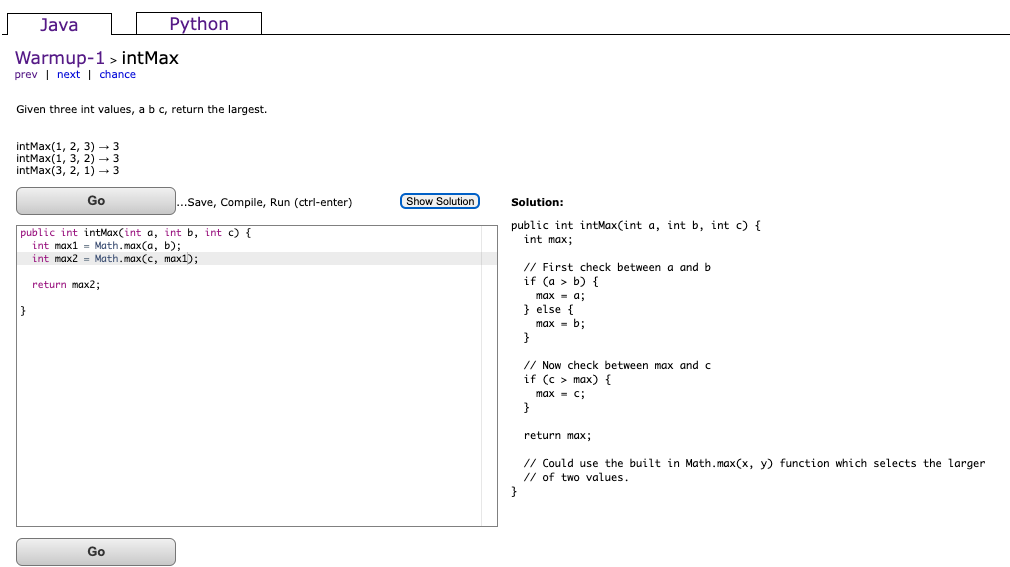 Java Python
Warmup-1 > intMax
prev | next | chance
Given three int values, a b c, return the largest.
intMax(1, 2, 3) → 3
intMax(1, 3, 2) → 3
intMax(3, 2, 1) → 3
Go ...Save, Compile, Run (ctrl-enter) Show Solution
public int intMax(int a, int b, int c) {
  int max1 = Math.max(a, b);
  int max2 = Math.max(c, max1);
  return max2;
}
Go
Solution:
public int intMax(int a, int b, int c) {
  int max;
  // First check between a and b
  if (a > b) {
    max = a;
  } else {
    max = b;
  }
  // Now check between max and c
  if (c > max) {
    max = c;
  }
  return max;
  // Could use the built in Math.max(x, y) function which selects the larger
  // of two values.
}